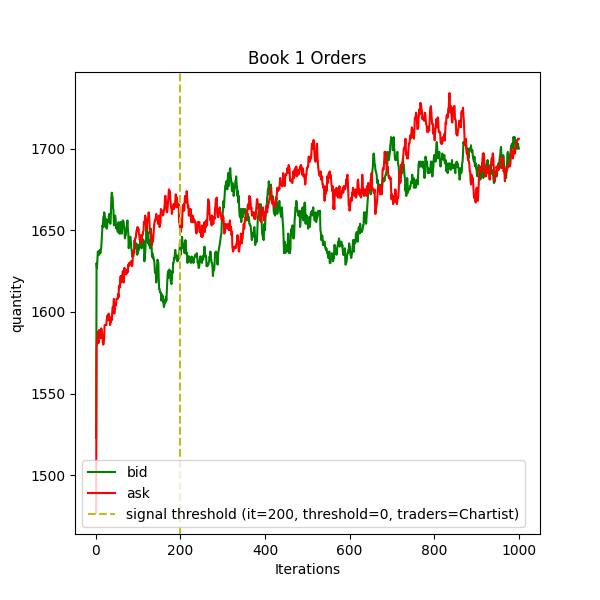 Book 1 Orders
quantity
1700
1650
1600
1550
1500
bid
ask
signal threshold (it=200, threshold=0, traders=Chartist)
0 200 400 600 800 1000
Iterations